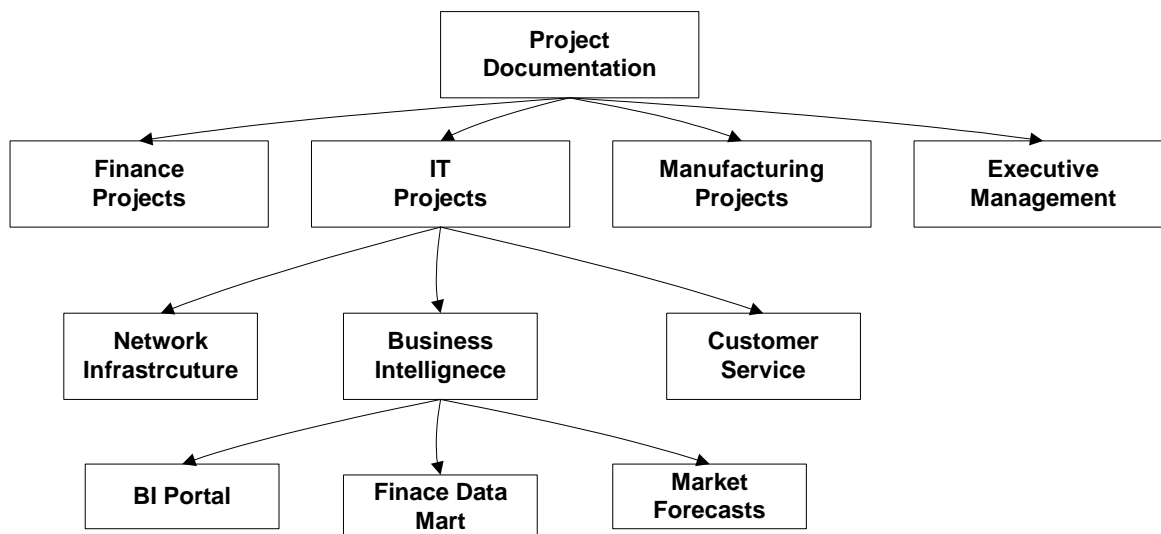 Project
Documentation
Finance
Projects
IT
Projects
Manufacturing
Projects
Executive
Management
Network
Infrastrcuture
Business
Intellignece
Customer
Service
BI Portal
Finace Data
Mart
Market
Forecasts